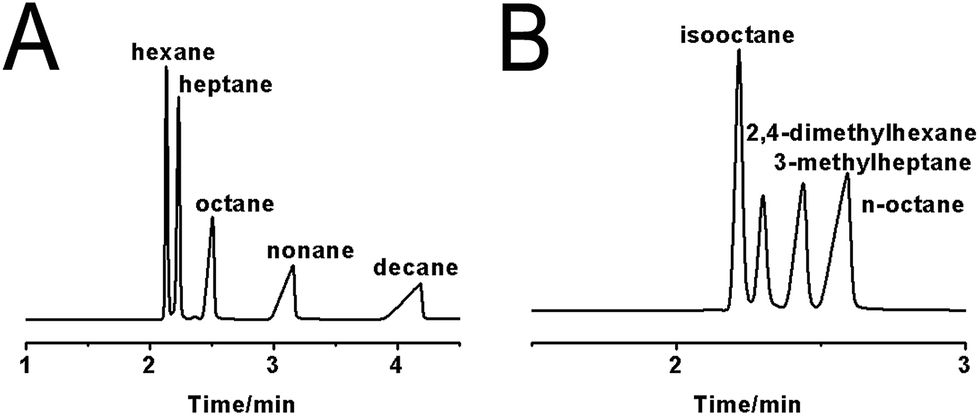 A
hexane
heptane
octane
nonane
decane
1 2 3 4
Time/min
B
isooctane
2,4-dimethylhexane
3-methylheptane
n-octane
2 3
Time/min